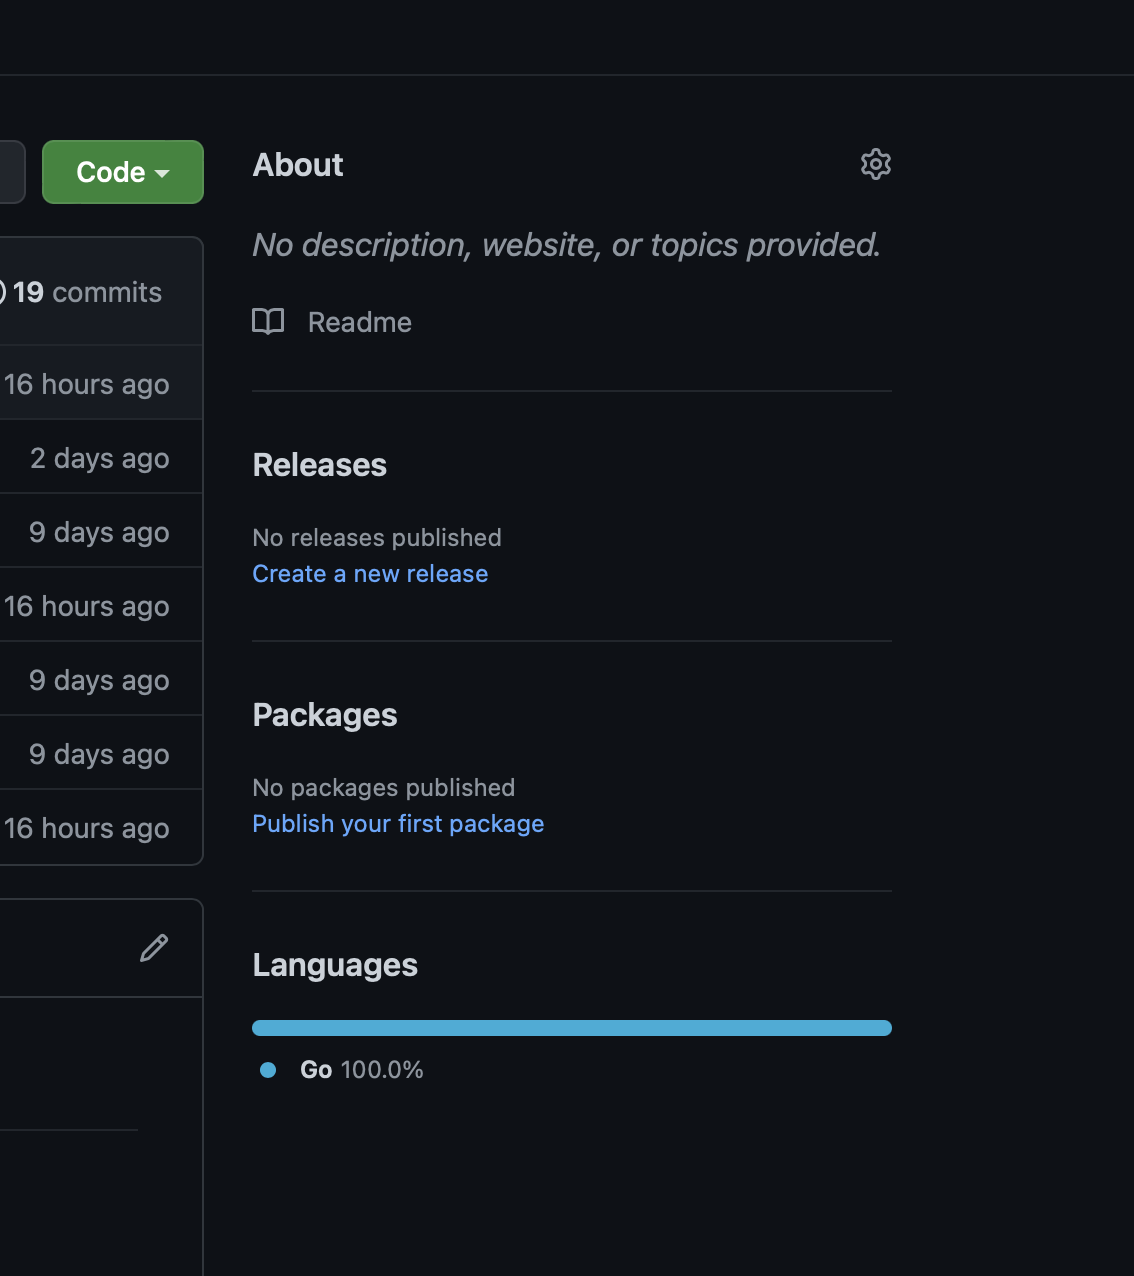 Code
19 commits
16 hours ago
2 days ago
9 days ago
16 hours ago
9 days ago
9 days ago
16 hours ago
About
No description, website, or topics provided.
Readme
Releases
No releases published
Create a new release
Packages
No packages published
Publish your first package
Languages
Go 100.0%